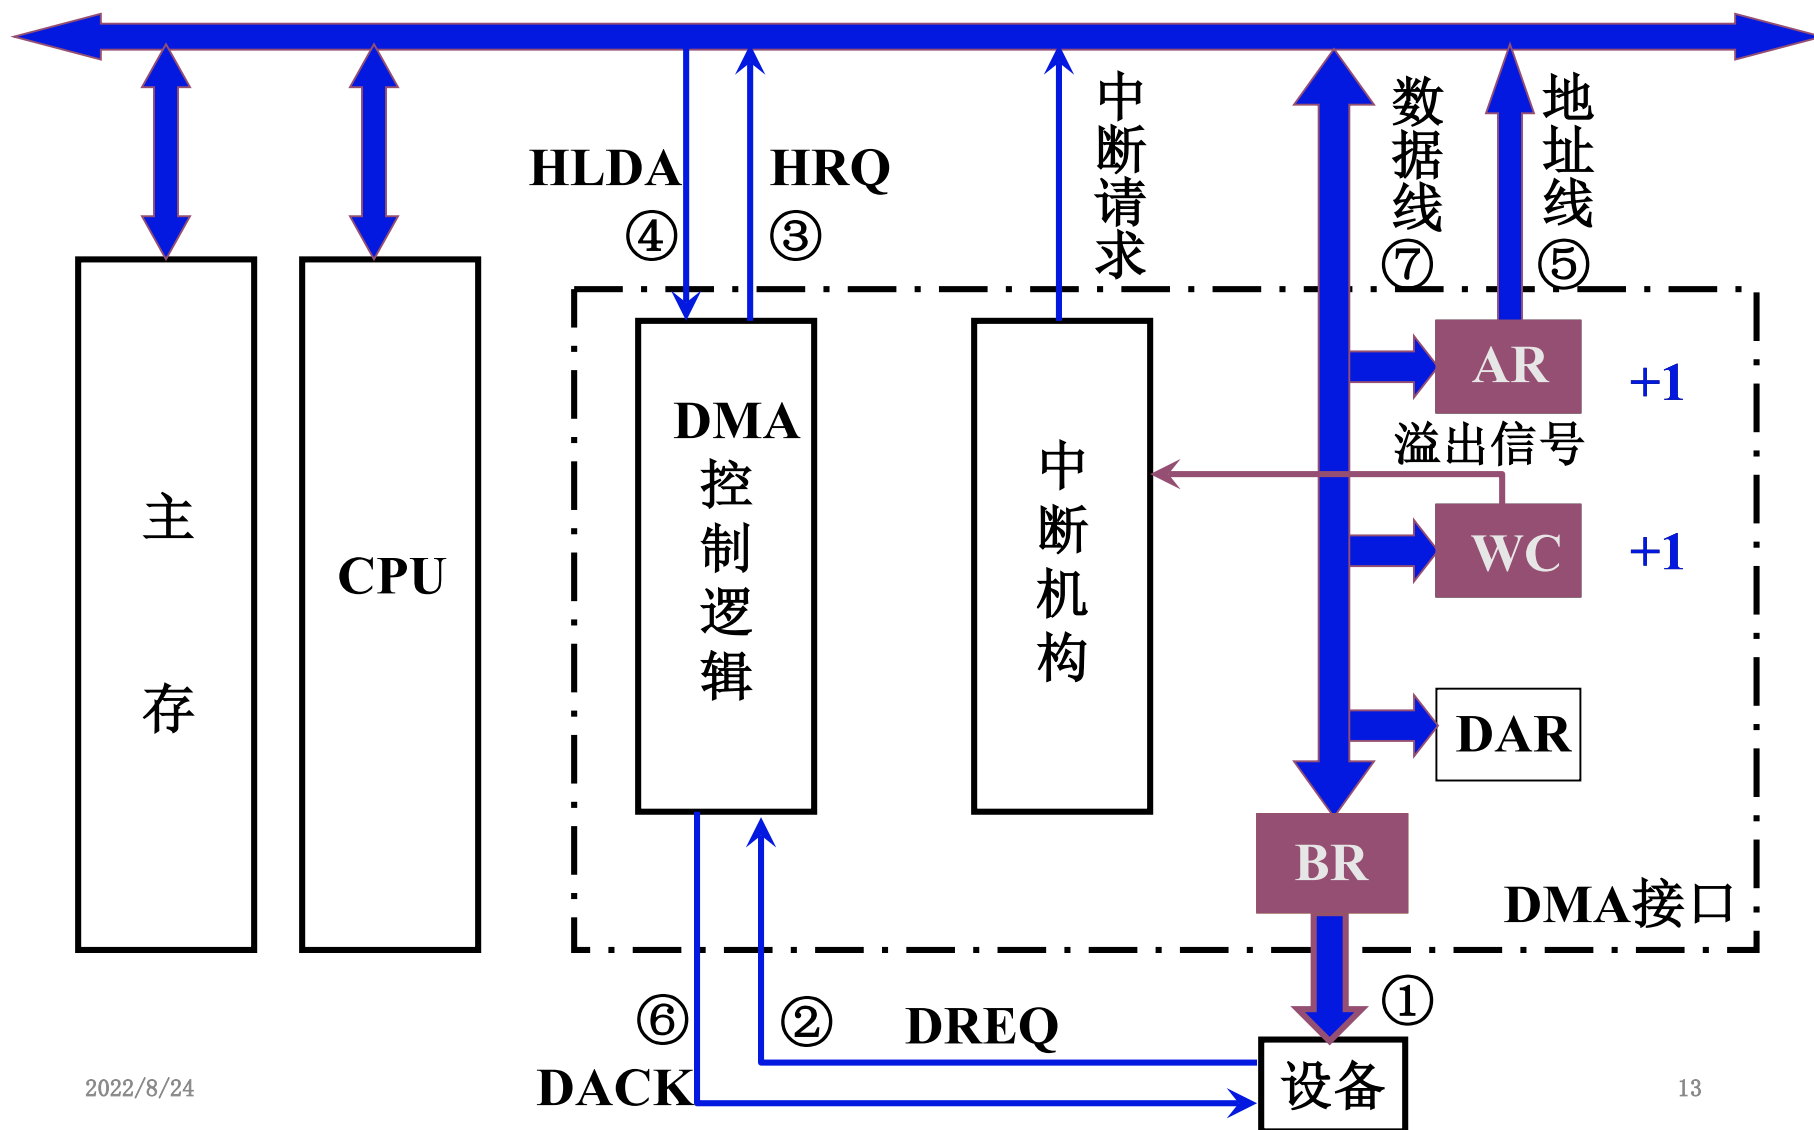 HLDA
④
HRQ
③
中断请求
数据线
⑦
地址线
⑤
主存
CPU
DMA
控制逻辑
中断机构
AR
+1
溢出信号
WC
+1
DAR
BR
DMA接口
⑥
②
DREQ
①
DACK
设备
2022/8/24
13